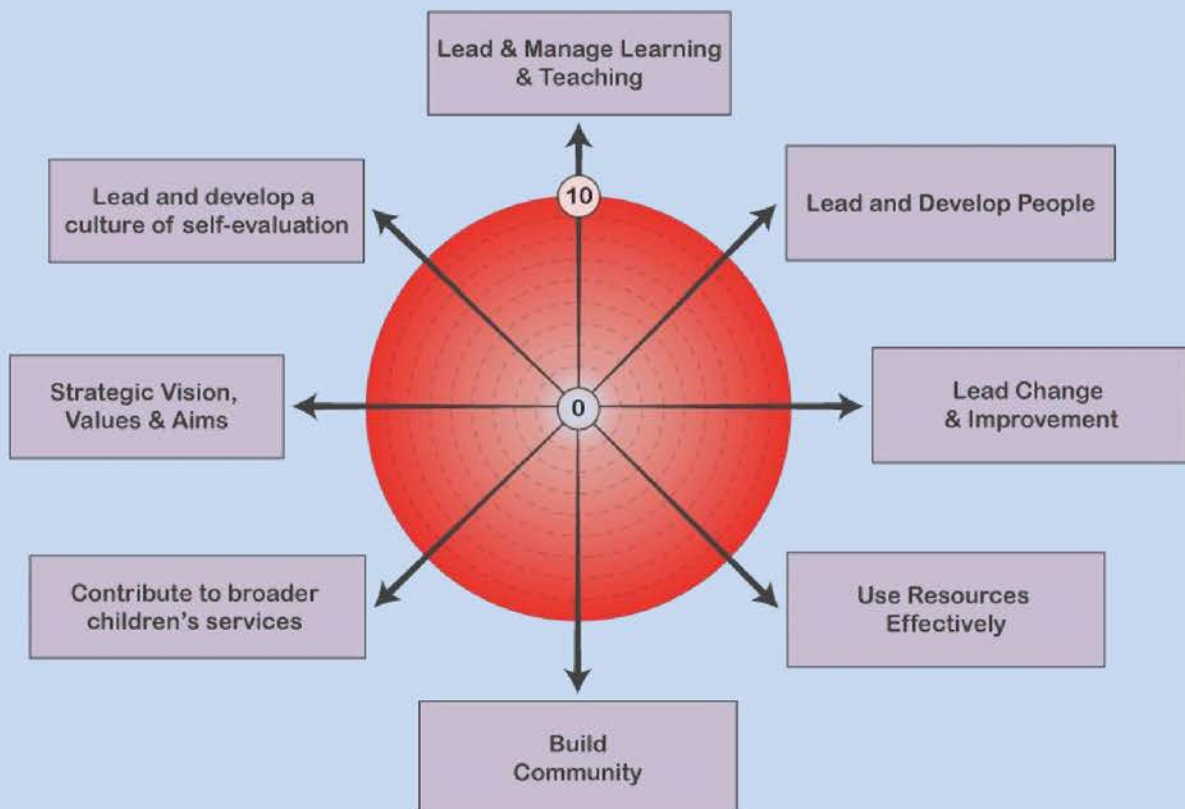 Lead & Manage Learning
& Teaching
10
Lead and develop a
culture of self-evaluation
Lead and Develop People
Strategic Vision,
Values & Aims
0
Lead Change
& Improvement
Contribute to broader
children's services
Use Resources
Effectively
Build
Community